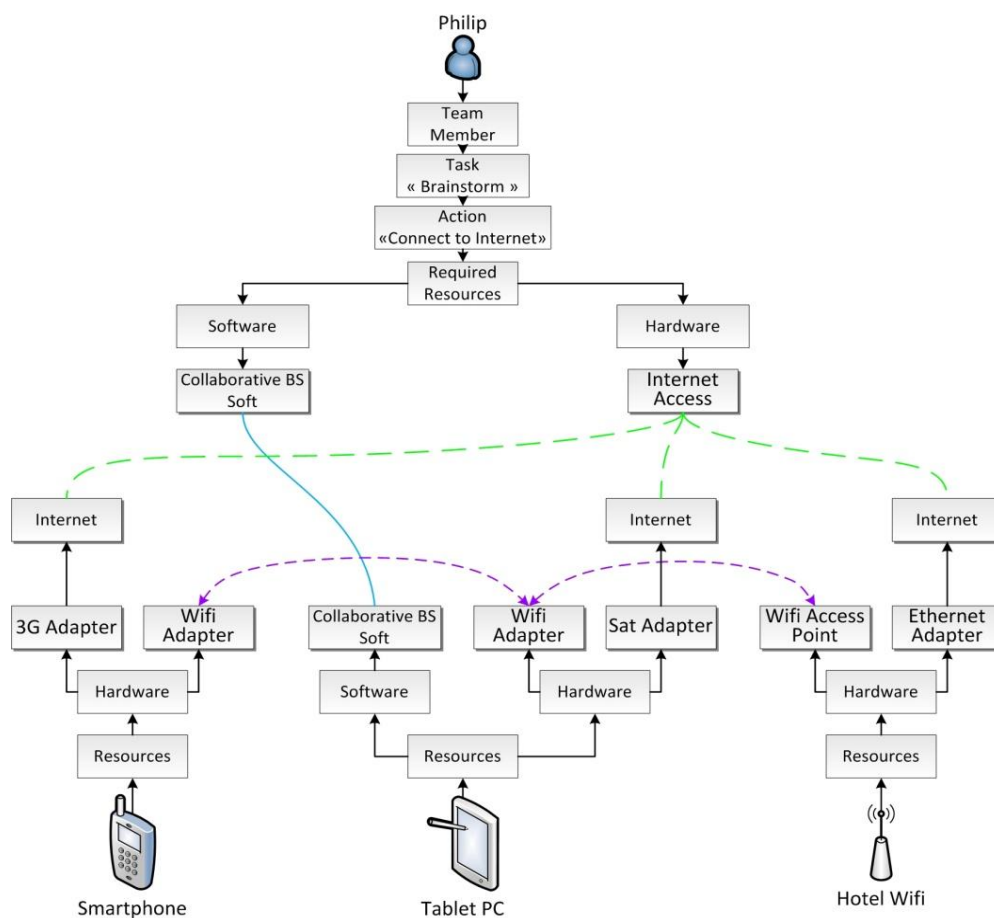 Philip
Team
Member
Task
« Brainstorm »
Action
«Connect to Internet»
Required
Resources
Software
Hardware
Collaborative BS
Soft
Internet
Access
Internet
Internet
Internet
3G Adapter
Wifi
Adapter
Collaborative BS
Soft
Wifi
Adapter
Sat Adapter
Wifi Access
Point
Ethernet
Adapter
Hardware
Software
Hardware
Hardware
Resources
Resources
Resources
Smartphone
Tablet PC
Hotel Wifi